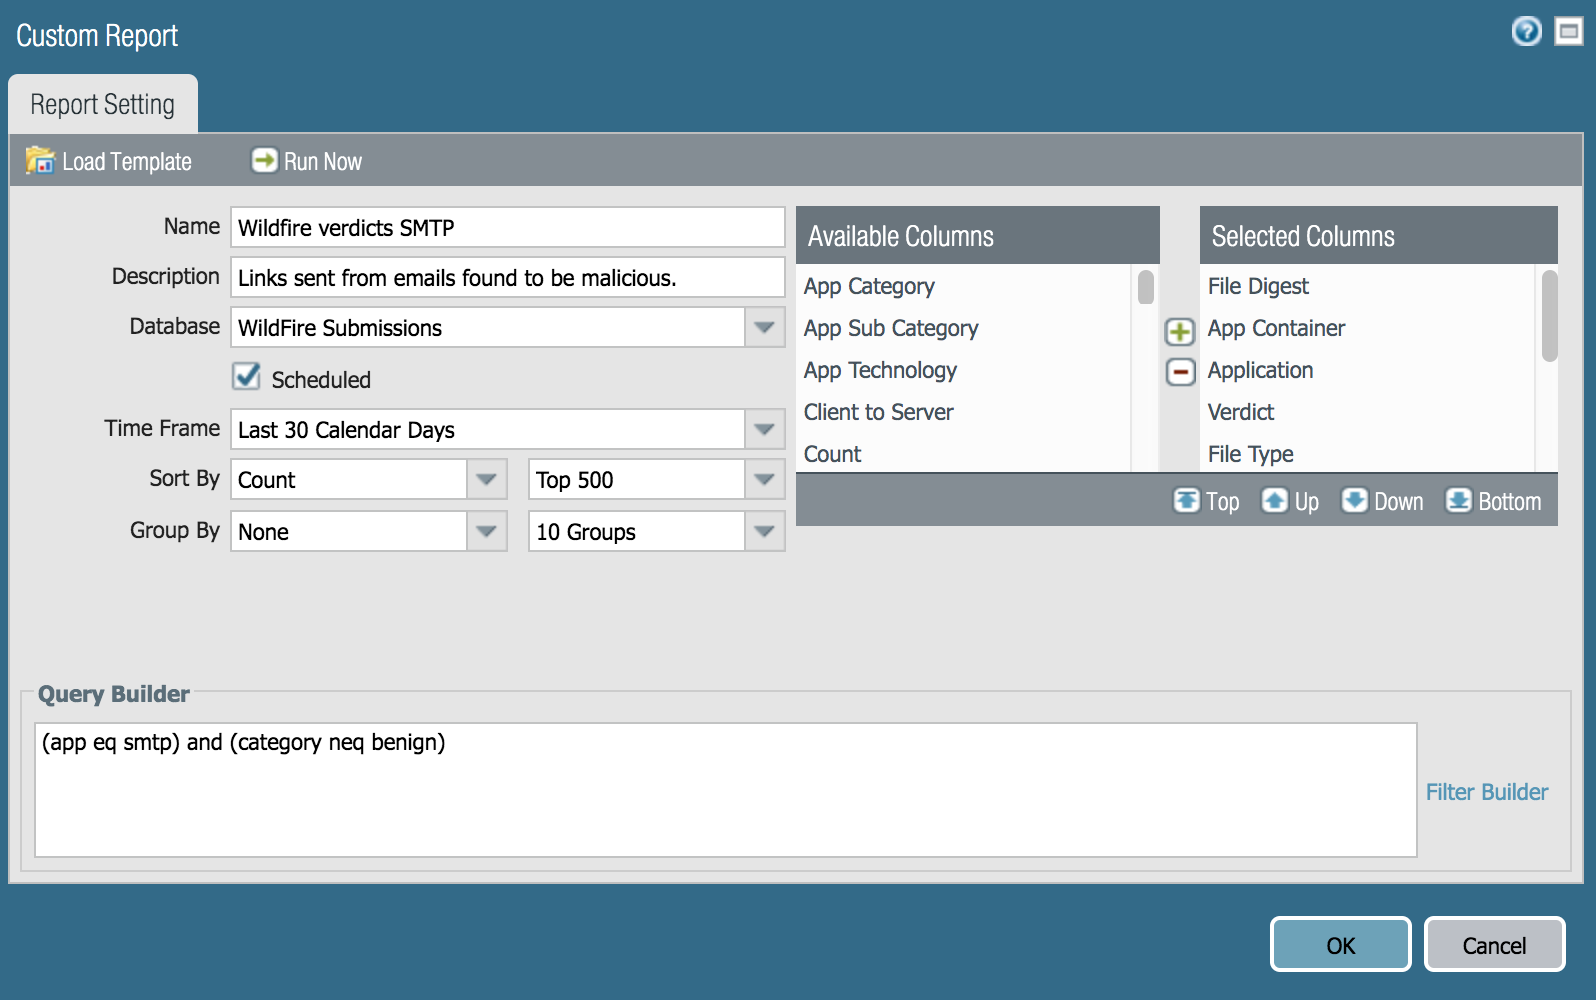 Custom Report
Report Setting
Load Template Run Now
Name Wildfire verdicts SMTP
Description Links sent from emails found to be malicious.
Database WildFire Submissions
Scheduled
Time Frame Last 30 Calendar Days
Sort By Count Top 500
Group By None 10 Groups
Available Columns
App Category
App Sub Category
App Technology
Client to Server
Count
Selected Columns
File Digest
App Container
Application
Verdict
File Type
Top Up Down Bottom
Query Builder
(app eq smtp) and (category neq benign)
Filter Builder
OK Cancel